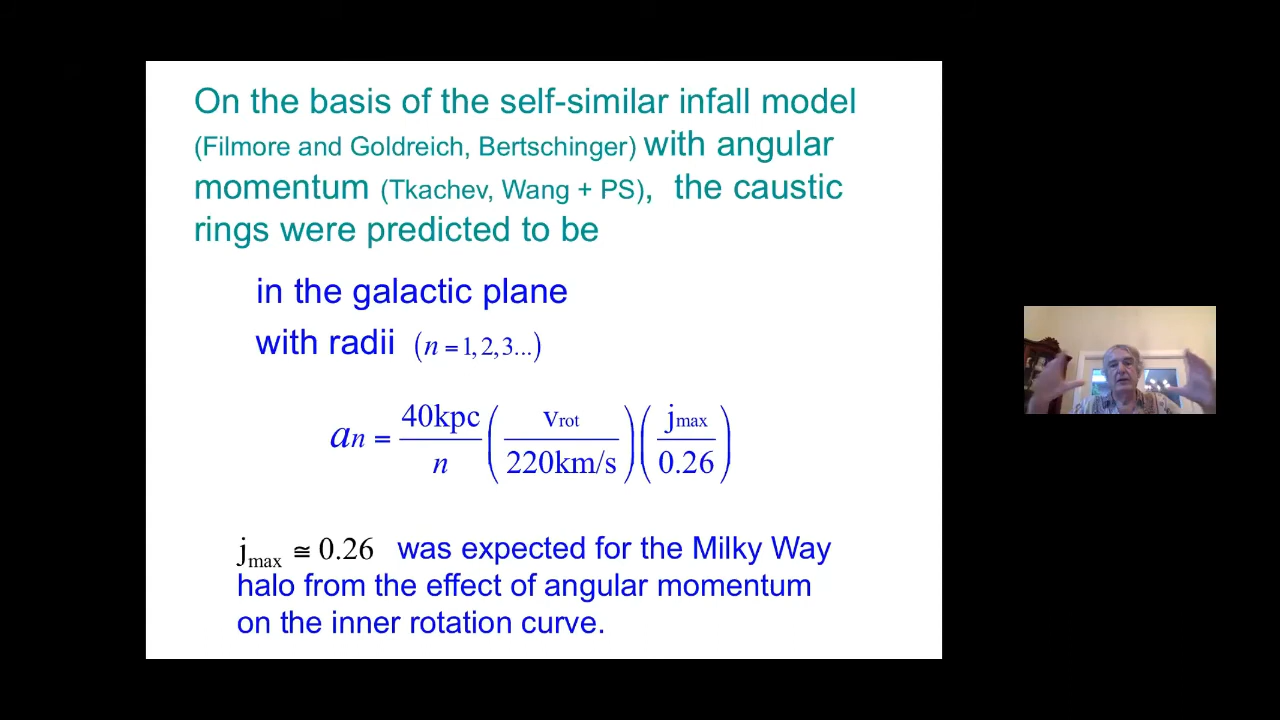 On the basis of the self-similar infall model
(Filmore and Goldreich, Bertschinger) with angular
momentum (Tkachev, Wang + PS), the caustic
rings were predicted to be
in the galactic plane
with radii (n = 1, 2, 3...)
an = 40kpc/n (vrot/220km/s) (jmax/0.26)
jmax ≅ 0.26 was expected for the Milky Way
halo from the effect of angular momentum
on the inner rotation curve.